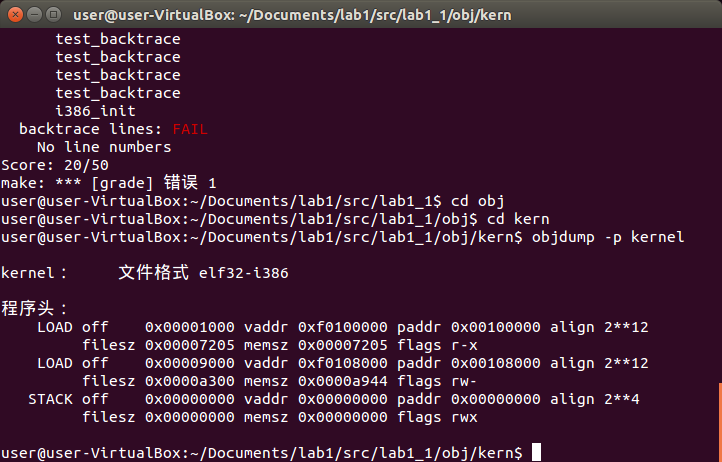 user@user-VirtualBox: ~/Documents/lab1/src/lab1_1/obj/kern
test_backtrace
test_backtrace
test_backtrace
test_backtrace
i386_init
backtrace lines: FAIL
No line numbers
Score: 20/50
make: *** [grade] 错误 1
user@user-VirtualBox:~/Documents/lab1/src/lab1_1$ cd obj
user@user-VirtualBox:~/Documents/lab1/src/lab1_1/obj$ cd kern
user@user-VirtualBox:~/Documents/lab1/src/lab1_1/obj/kern$ objdump -p kernel
kernel：     文件格式 elf32-i386
程序头：
LOAD off    0x00001000 vaddr 0xf0100000 paddr 0x00100000 align 2**12
filesz 0x00007205 memsz 0x00007205 flags r-x
LOAD off    0x00009000 vaddr 0xf0108000 paddr 0x00108000 align 2**12
filesz 0x0000a300 memsz 0x0000a944 flags rw-
STACK off    0x00000000 vaddr 0x00000000 paddr 0x00000000 align 2**4
filesz 0x00000000 memsz 0x00000000 flags rwx
user@user-VirtualBox:~/Documents/lab1/src/lab1_1/obj/kern$